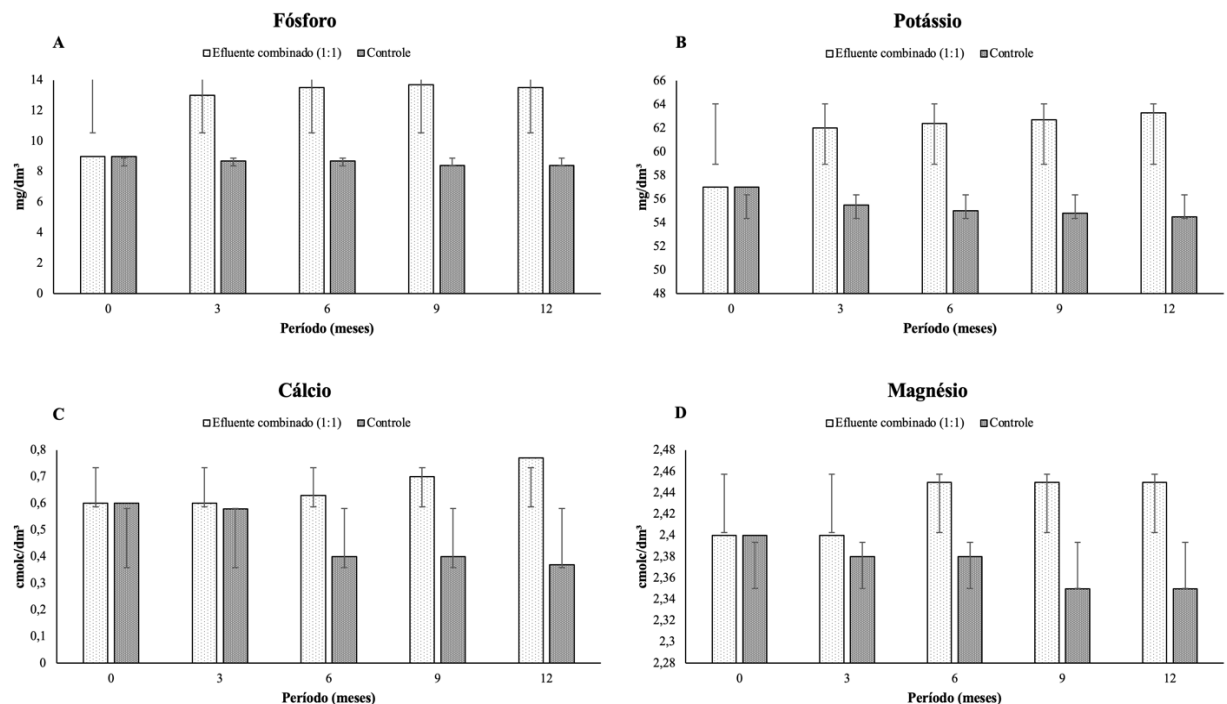 Fósforo
A
Efluente combinado (1:1) Controle
14
12
10
8
6
4
2
0
mg/dm³
0 3 6 9 12
Período (meses)
Potássio
B
Efluente combinado (1:1) Controle
66
64
62
60
58
56
54
52
50
48
mg/dm³
0 3 6 9 12
Período (meses)
Cálcio
C
Efluente combinado (1:1) Controle
0,8
0,7
0,6
0,5
0,4
0,3
0,2
0,1
0
cmolc/dm³
0 3 6 9 12
Período (meses)
Magnésio
D
Efluente combinado (1:1) Controle
2,48
2,46
2,44
2,42
2,4
2,38
2,36
2,34
2,32
2,3
2,28
cmolc/dm³
0 3 6 9 12
Período (meses)